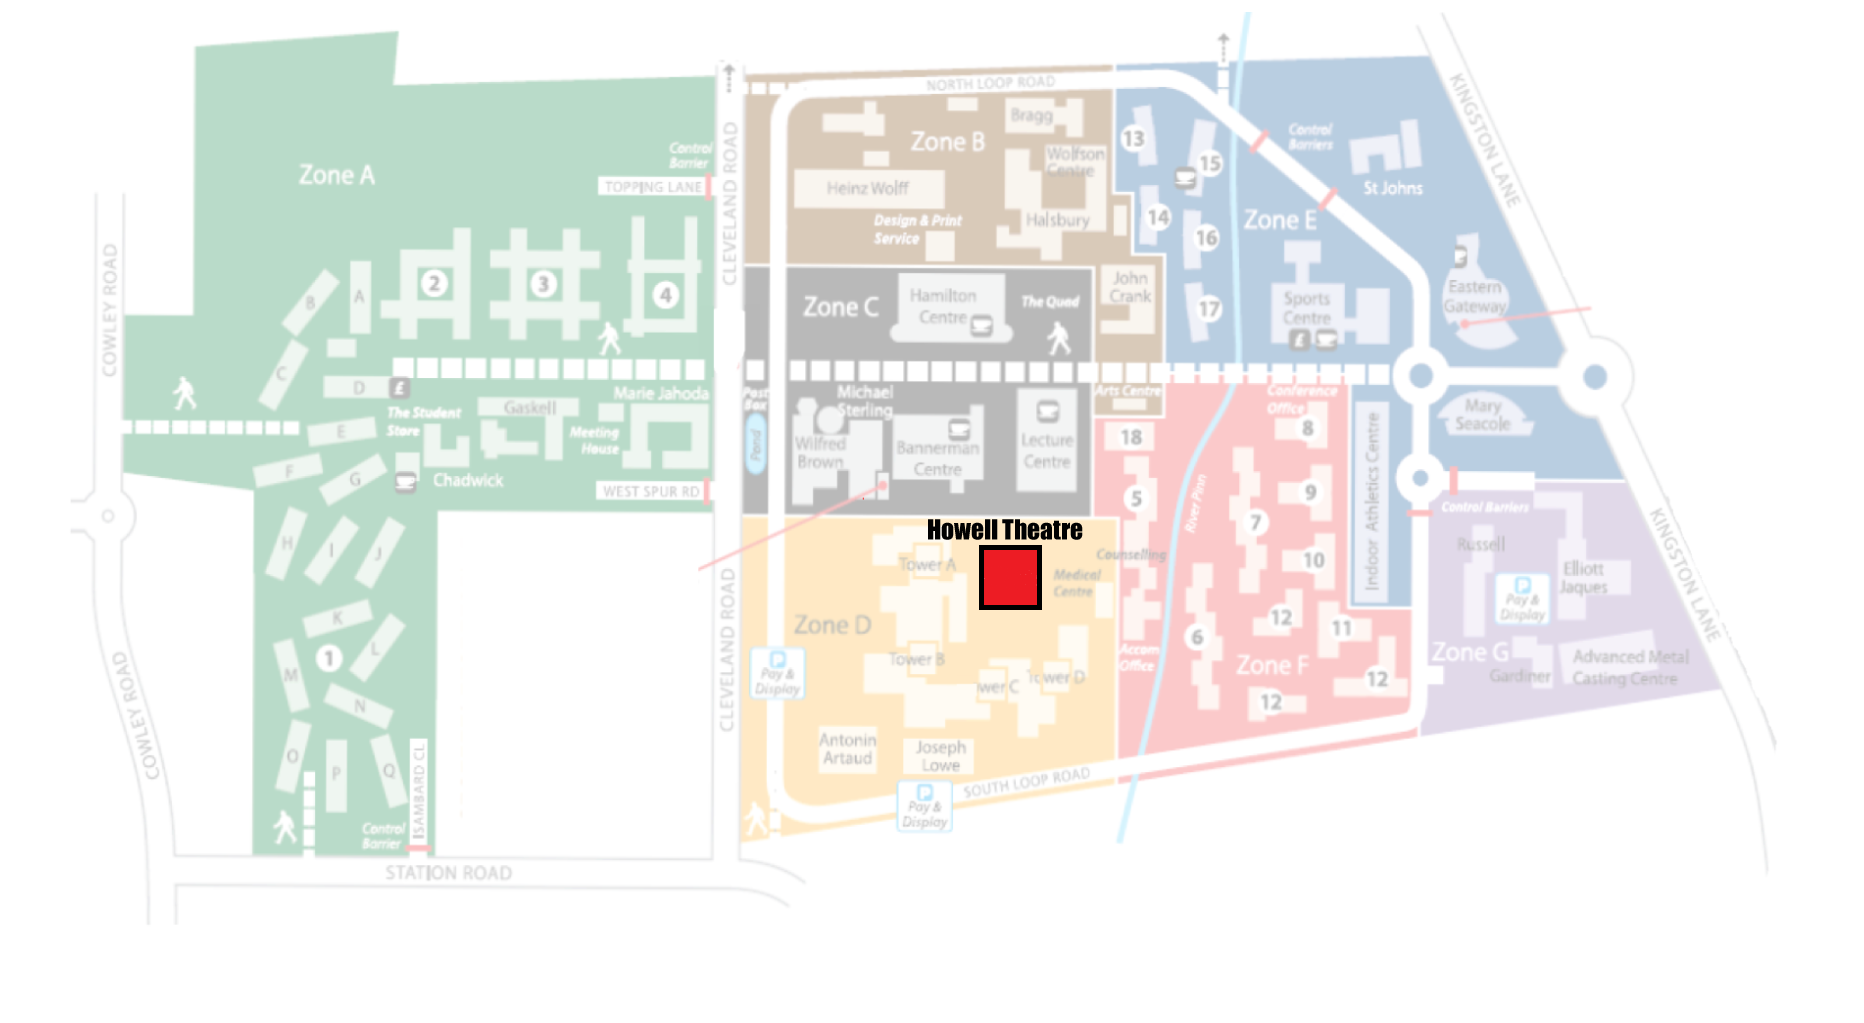 NORTH LOOP ROAD
KINGSTON LANE
Bragg
13
Control
Barriers
Zone B
Control
Barrier
CLEVELAND ROAD
Wolfson
Centre
15
Zone A
TOPPING LANE
Heinz Wolff
St Johns
Design & Print
Service
Halsbury
14
Zone E
16
COWLEY ROAD
2
3
4
B
A
Zone C
Hamilton
Centre
The Quad
John
Crank
17
Sports
Centre
£
Eastern
Gateway
C
D
£
Marie Jahoda
Post
Box
Michael
Sterling
Arts Centre
Conference
Office
The Student
Store
Gaskell
Meeting
House
E
Pond
Wilfred
Brown
Bannerman
Centre
Lecture
Centre
18
8
Mary
Seacole
F
G
Chadwick
WEST SPUR RD
5
River Pinn
7
9
Indoor Athletics Centre
Control Barriers
KINGSTON LANE
H
I
J
Howell Theatre
Tower A
Counselling
Medical
Centre
10
Russell
Elliott
Jaques
P
Pay &
Display
K
L
1
M
N
CLEVELAND ROAD
Zone D
Tower B
12
11
6
Accom
Office
Zone F
12
12
Zone G
Gardiner
Advanced Metal
Casting Centre
P
Pay &
Display
wer C
Tower D
COWLEY ROAD
O
P
Q
ISAMBARD CL
Antonin
Artaud
Joseph
Lowe
SOUTH LOOP ROAD
P
Pay &
Display
Control
Barrier
STATION ROAD